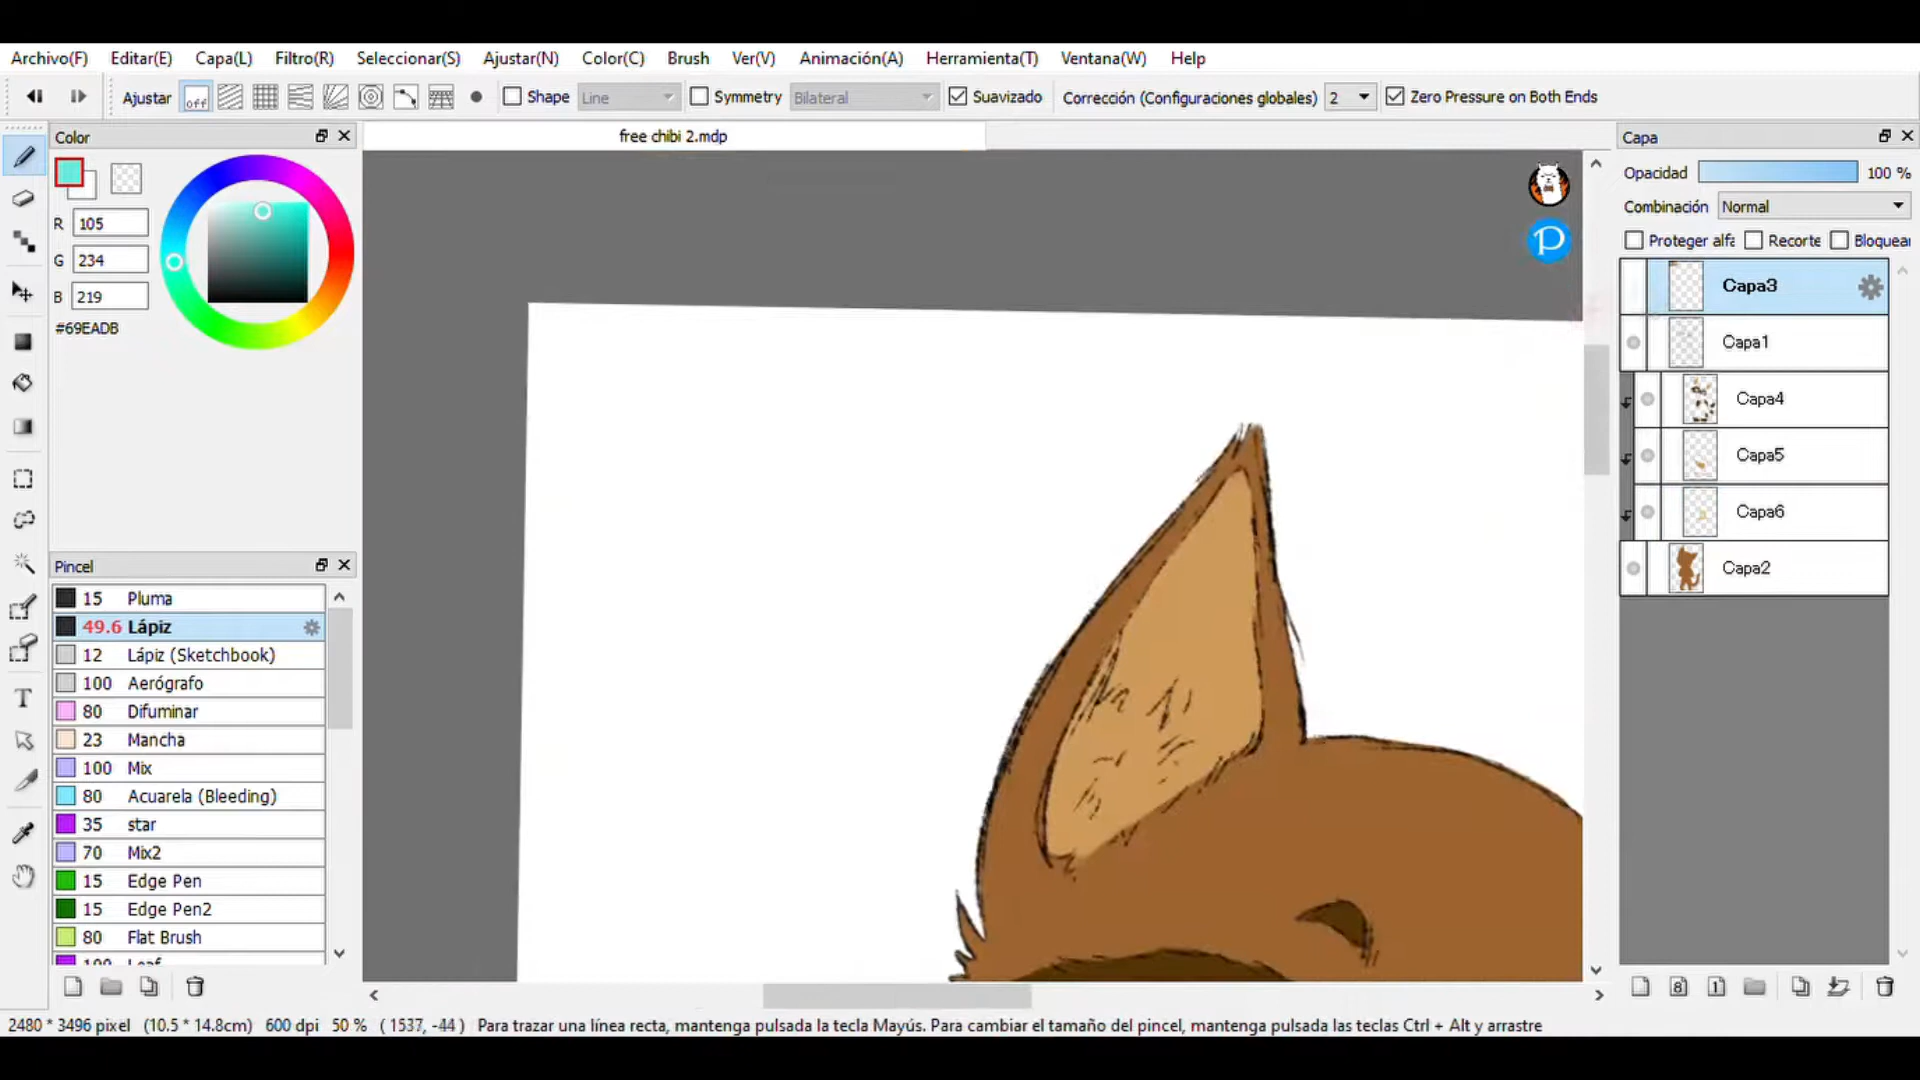 Archivo(F) Editar(E) Capa(L) Filtro(R) Seleccionar(S) Ajustar(N) Color(C) Brush Ver(V) Animación(A) Herramienta(T) Ventana(W) Help
Ajustar off Shape Line Symmetry Bilateral Suavizado Corrección (Configuraciones globales) 2 Zero Pressure on Both Ends
Color
free chibi 2.mdp
Capa
R 105
G 234
B 219
#69EADB
Opacidad 100 %
Combinación Normal
Proteger alfa Recorte Bloquear
Capa3
Capa1
Capa4
Capa5
Capa6
Capa2
P
Pincel
15 Pluma
49.6 Lápiz
12 Lápiz (Sketchbook)
100 Aerógrafo
80 Difuminar
23 Mancha
100 Mix
80 Acuarela (Bleeding)
35 star
70 Mix2
15 Edge Pen
15 Edge Pen2
80 Flat Brush
100 Leaf
T
8 1
2480 * 3496 pixel (10.5 * 14.8cm) 600 dpi 50 % ( 1537, -44 ) Para trazar una línea recta, mantenga pulsada la tecla Mayús. Para cambiar el tamaño del pincel, mantenga pulsada las teclas Ctrl + Alt y arrastre